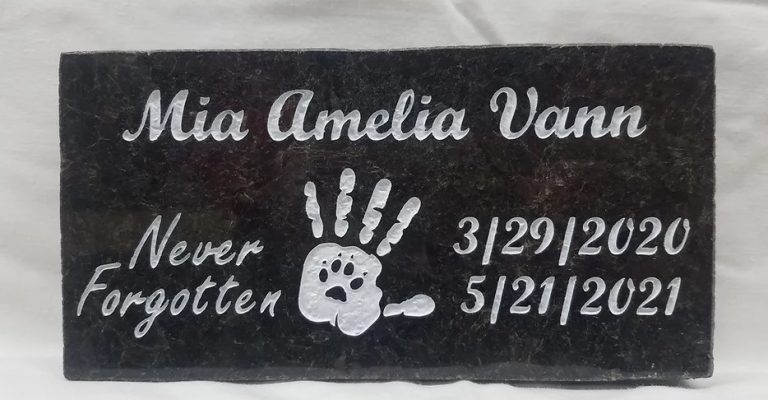 Mia Amelia Vann
Never
Forgotten
3/29/2020
5/21/2021